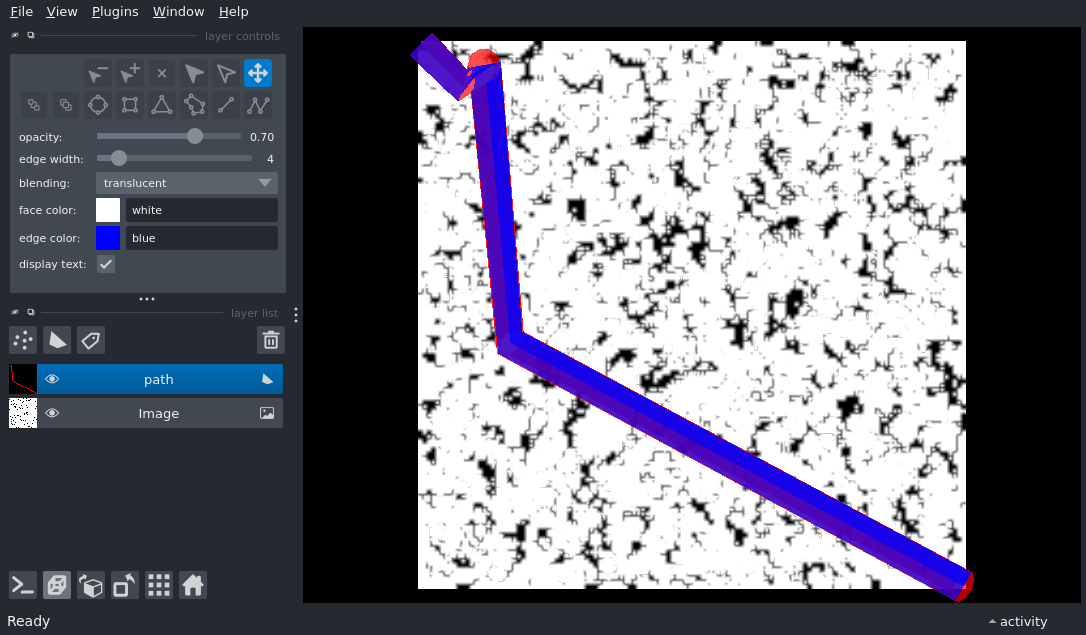 File View Plugins Window Help
layer controls
opacity: 0.70
edge width: 4
blending: translucent
face color: white
edge color: blue
display text:
layer list
path
Image
Ready
activity